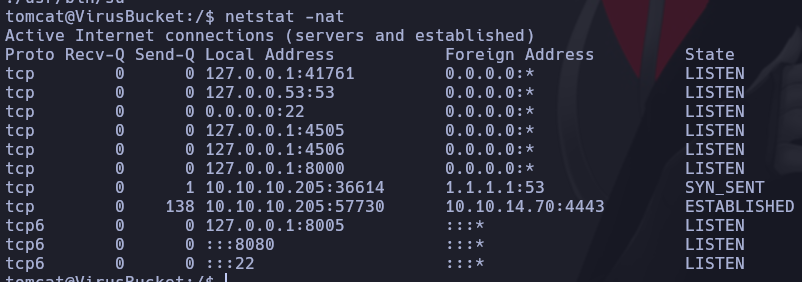 ./usr/bin/su
tomcat@VirusBucket:/$ netstat -nat
Active Internet connections (servers and established)
Proto Recv-Q Send-Q Local Address Foreign Address State
tcp 0 0 127.0.0.1:41761 0.0.0.0:* LISTEN
tcp 0 0 127.0.0.53:53 0.0.0.0:* LISTEN
tcp 0 0 0.0.0.0:22 0.0.0.0:* LISTEN
tcp 0 0 127.0.0.1:4505 0.0.0.0:* LISTEN
tcp 0 0 127.0.0.1:4506 0.0.0.0:* LISTEN
tcp 0 0 127.0.0.1:8000 0.0.0.0:* LISTEN
tcp 0 1 10.10.10.205:36614 1.1.1.1:53 SYN_SENT
tcp 0 138 10.10.10.205:57730 10.10.14.70:4443 ESTABLISHED
tcp6 0 0 127.0.0.1:8005 :::* LISTEN
tcp6 0 0 :::8080 :::* LISTEN
tcp6 0 0 :::22 :::* LISTEN
tomcat@VirusBucket:/$